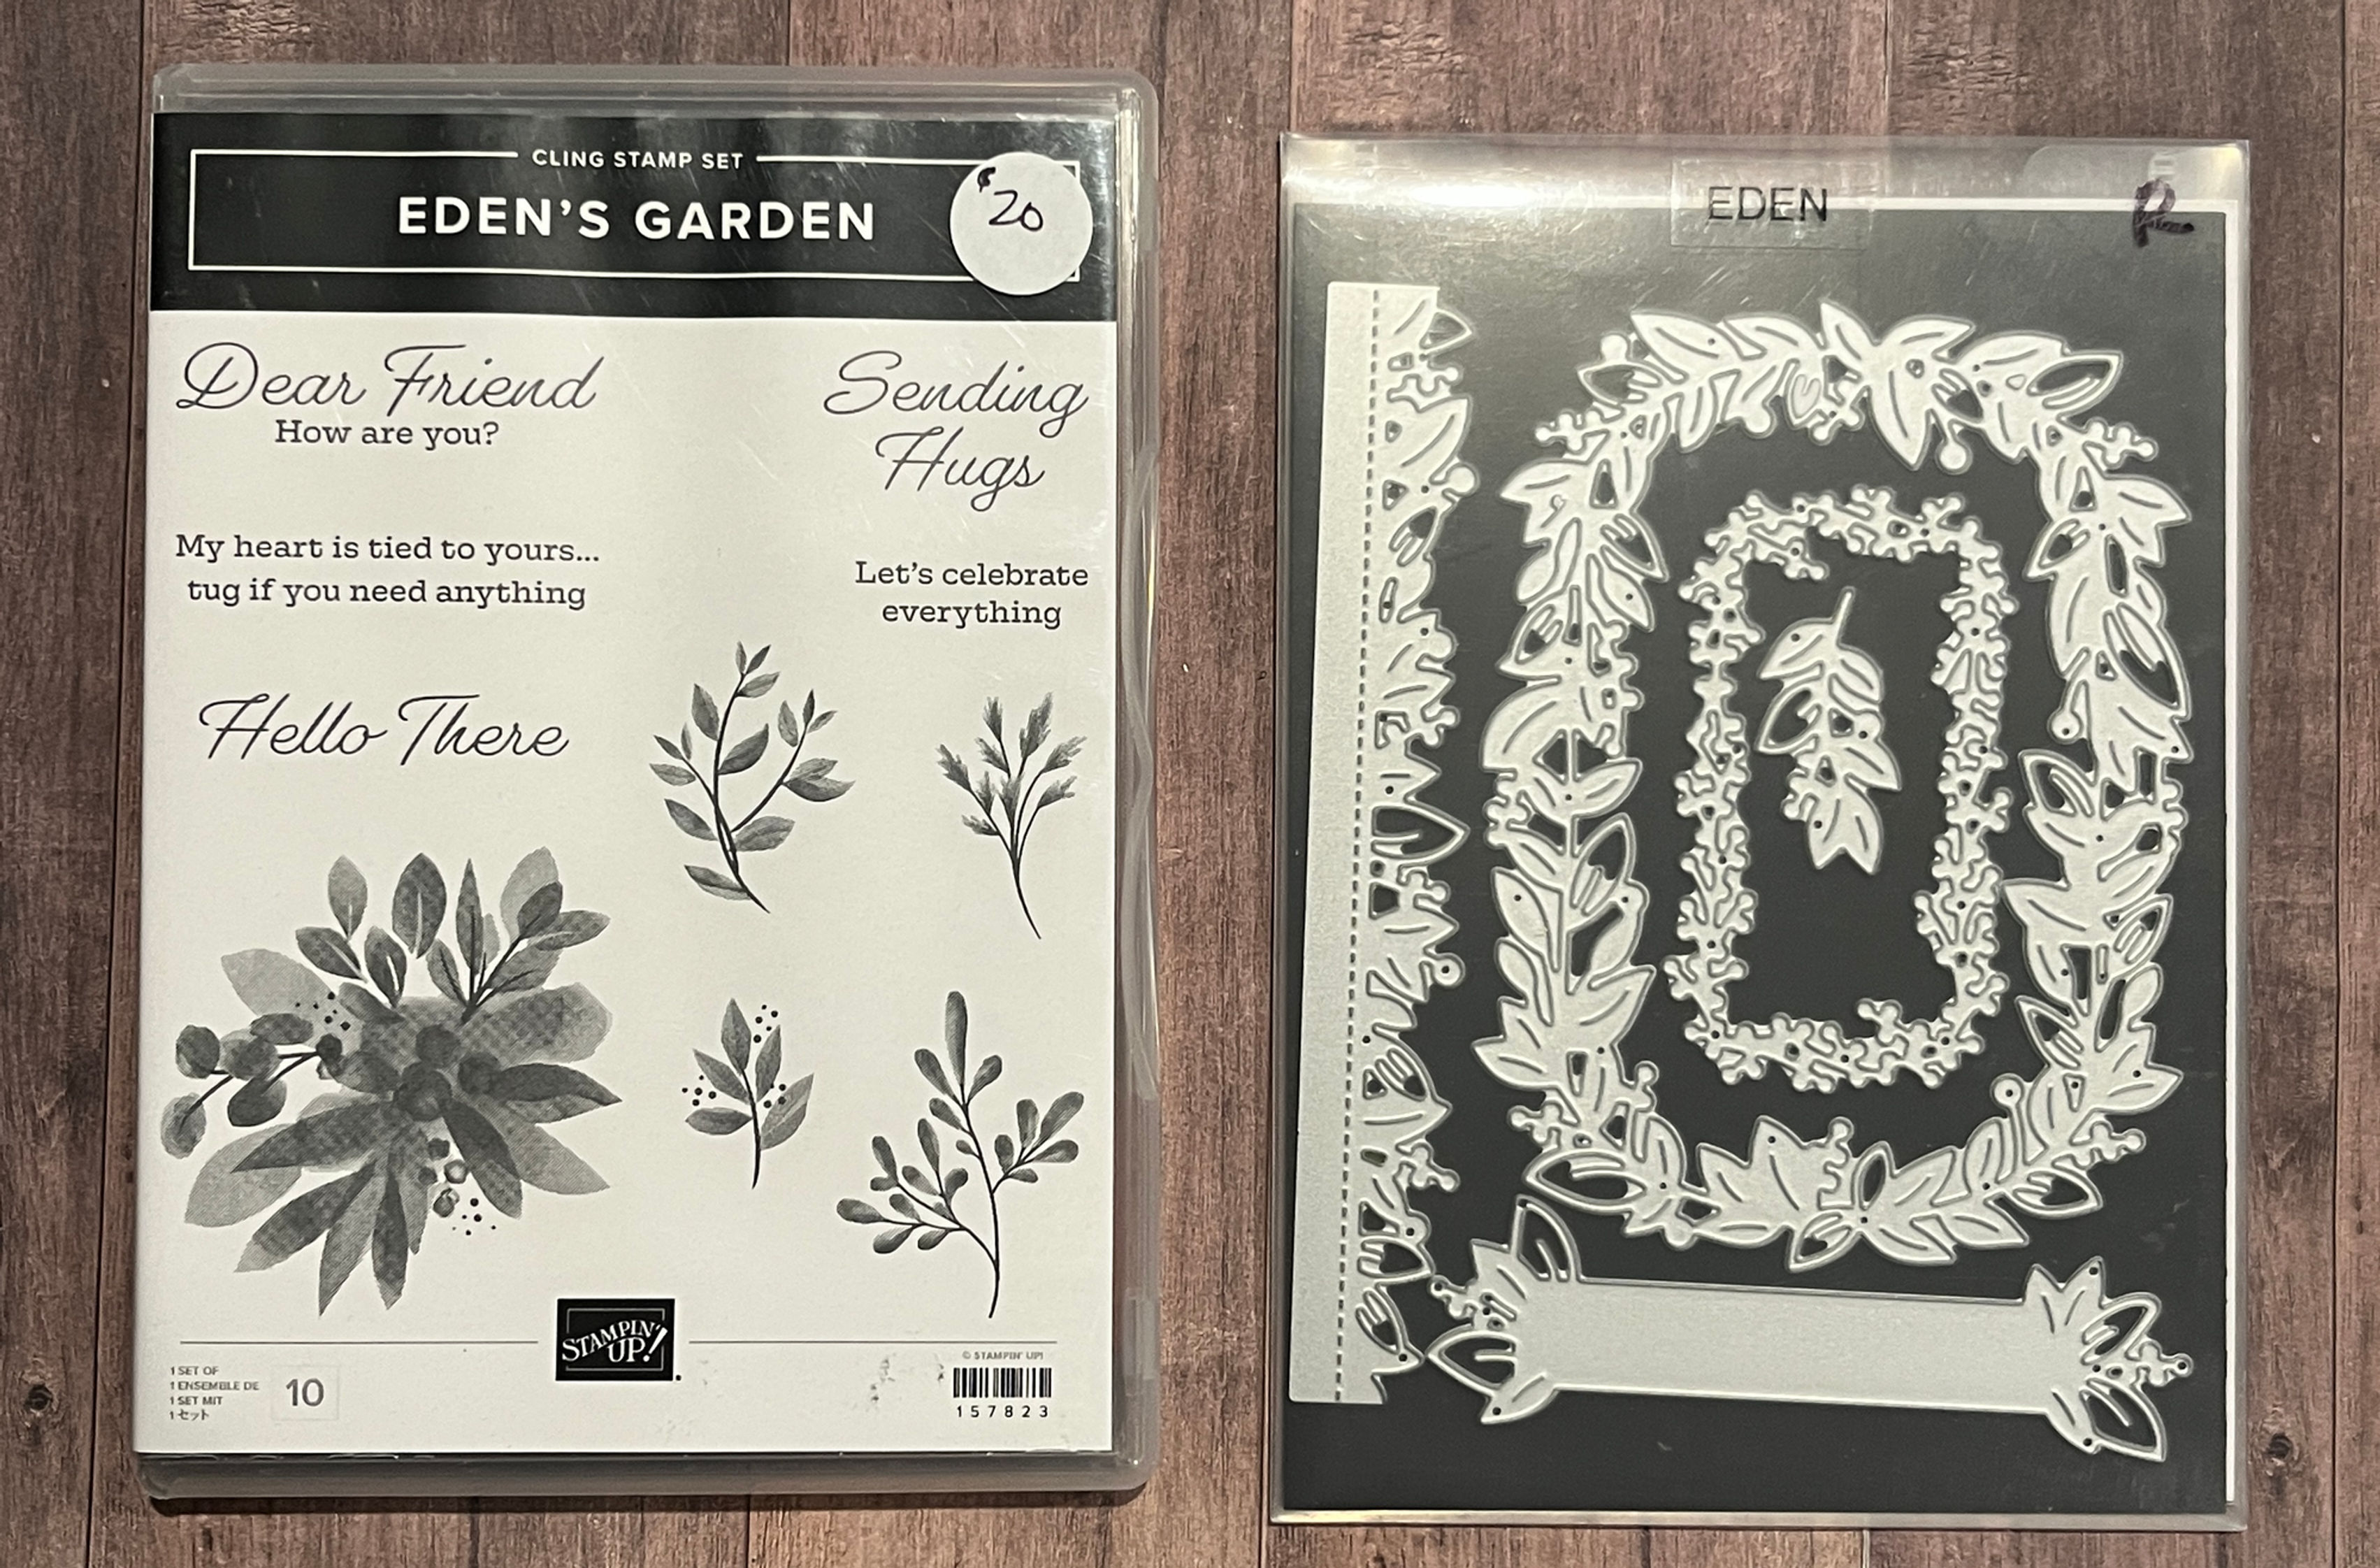 CLING STAMP SET
EDEN’S GARDEN
$20
Dear Friend
How are you?
Sending
Hugs
My heart is tied to yours...
tug if you need anything
Let’s celebrate
everything
Hello There
STAMPIN’
UP!
1 SET OF
1 ENSEMBLE DE
1 SET MIT
1セット
10
© STAMPIN’ UP!
157823
EDEN
R